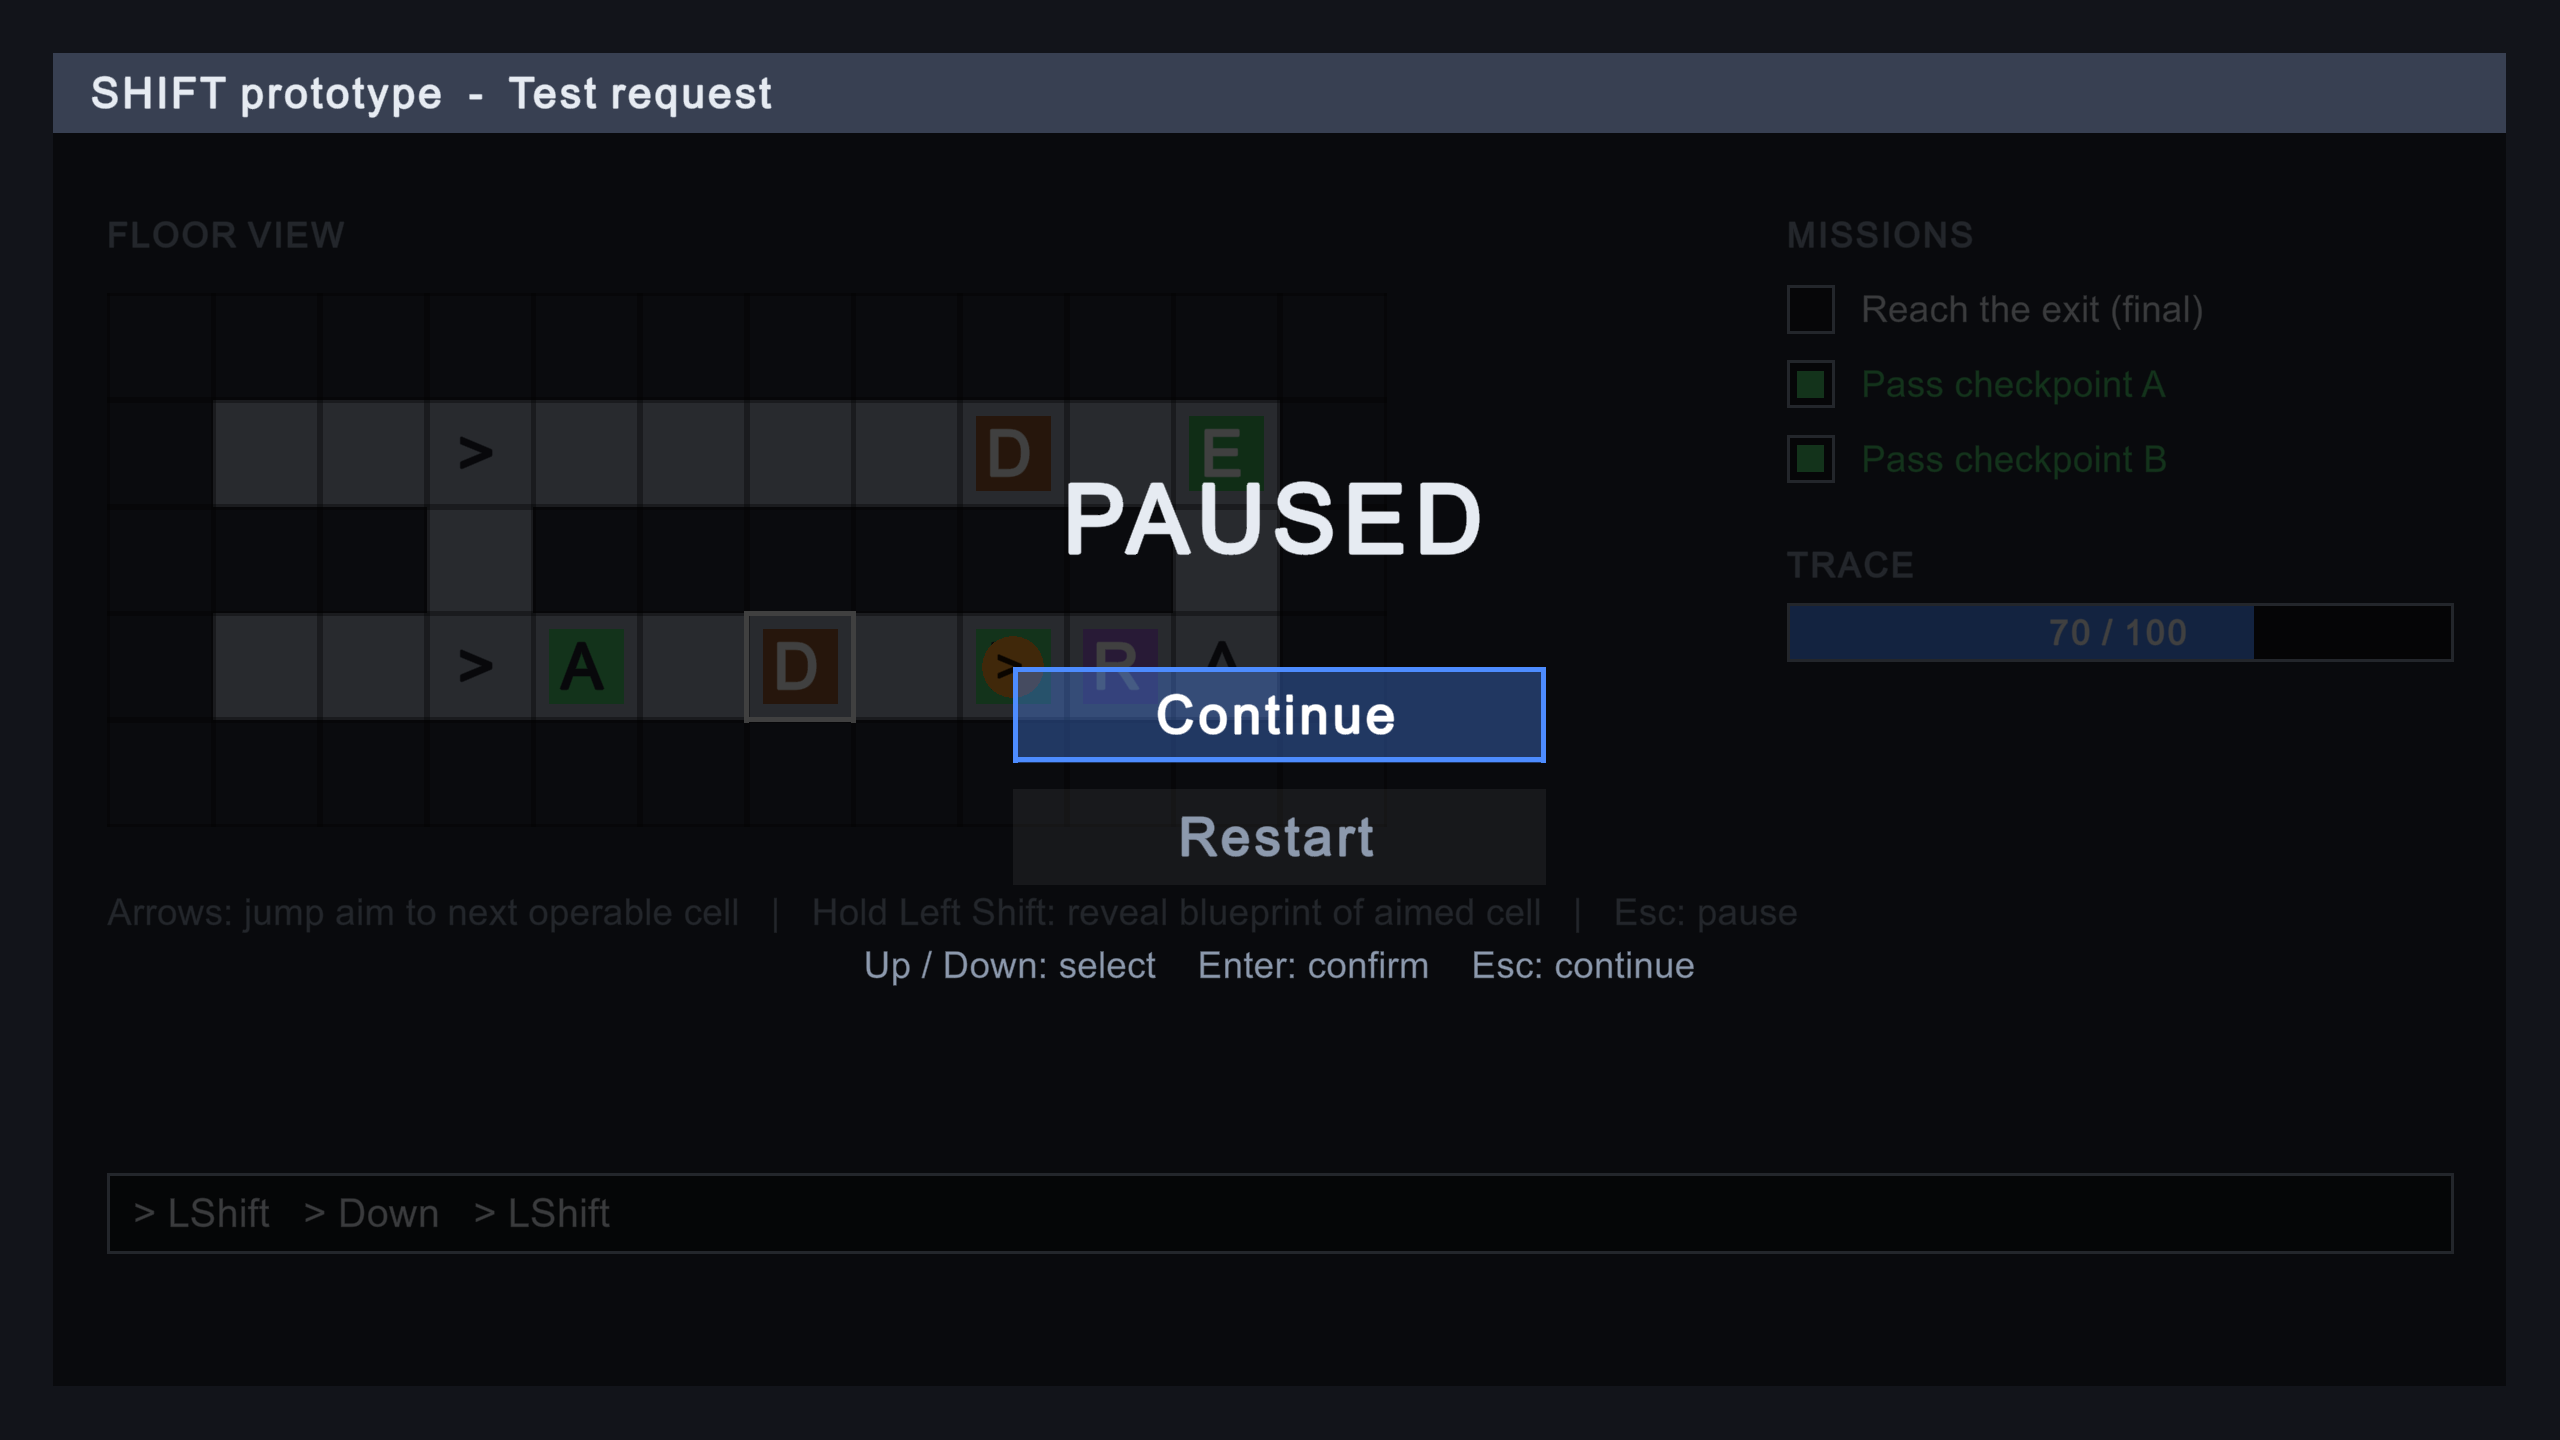 SHIFT prototype - Test request
FLOOR VIEW
MISSIONS
Reach the exit (final)
Pass checkpoint A
Pass checkpoint B
TRACE
70 / 100
> D E
> A D > R ^
PAUSED
Continue
Restart
Arrows: jump aim to next operable cell | Hold Left Shift: reveal blueprint of aimed cell | Esc: pause
Up / Down: select Enter: confirm Esc: continue
> LShift > Down > LShift